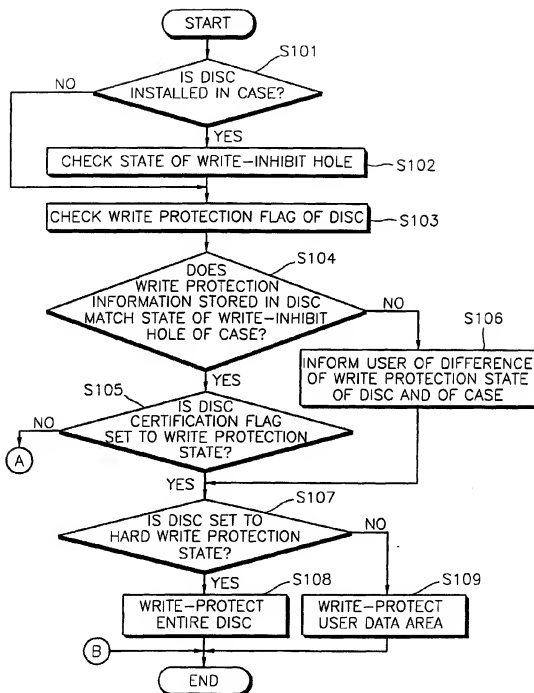 START
S101
IS DISC
INSTALLED IN CASE?
NO
YES
CHECK STATE OF WRITE-INHIBIT HOLE
S102
CHECK WRITE PROTECTION FLAG OF DISC
S103
S104
DOES
WRITE PROTECTION
INFORMATION STORED IN DISC
MATCH STATE OF WRITE-INHIBIT
HOLE OF CASE?
NO
YES
S106
INFORM USER OF DIFFERENCE
OF WRITE PROTECTION STATE
OF DISC AND OF CASE
S105
IS DISC
CERTIFICATION FLAG
SET TO WRITE PROTECTION
STATE?
NO
A
YES
S107
IS DISC SET TO
HARD WRITE PROTECTION
STATE?
NO
YES
S108
WRITE-PROTECT
ENTIRE DISC
S109
WRITE-PROTECT
USER DATA AREA
B
END